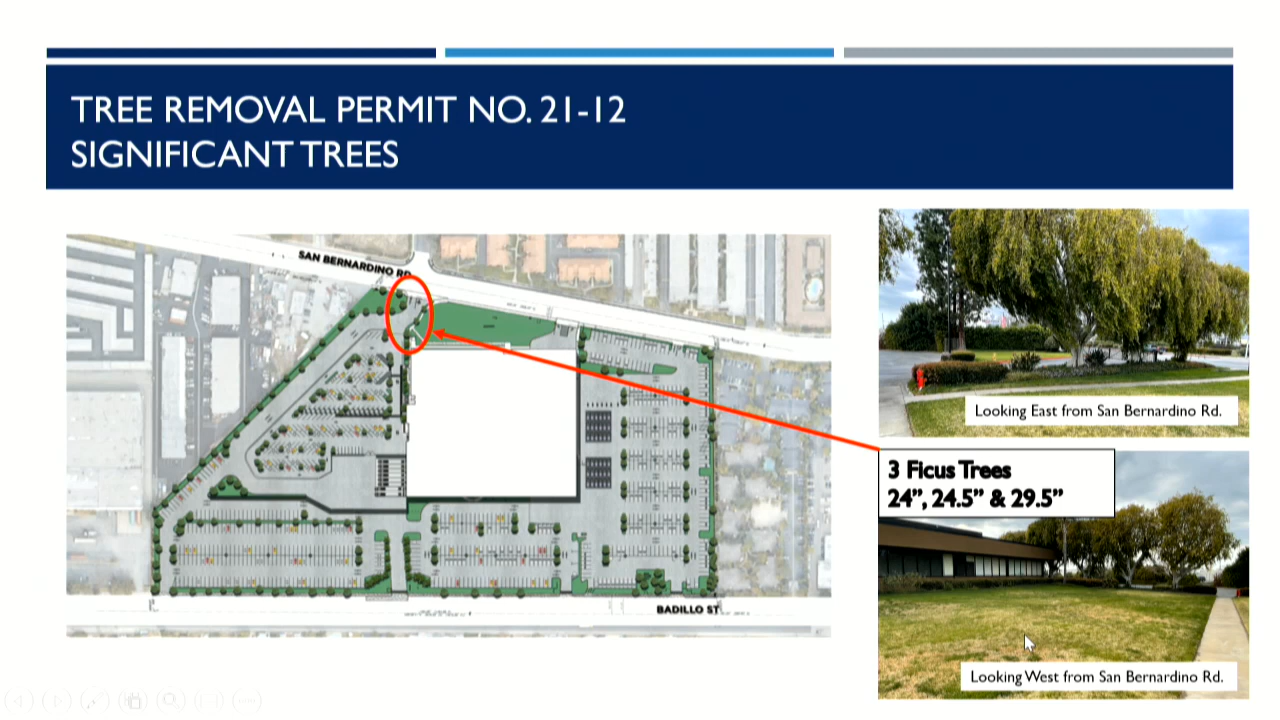 TREE REMOVAL PERMIT NO. 21-12
SIGNIFICANT TREES
SAN BERNARDINO RD
BADILLO ST
Looking East from San Bernardino Rd.
3 Ficus Trees
24”, 24.5” & 29.5”
Looking West from San Bernardino Rd.